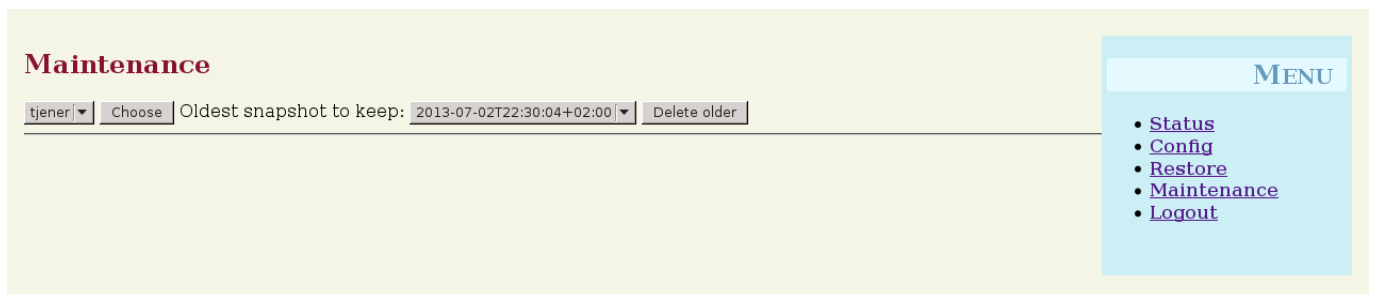 Maintenance
tjener Choose Oldest snapshot to keep: 2013-07-02T22:30:04+02:00 Delete older
MENU
Status
Config
Restore
Maintenance
Logout